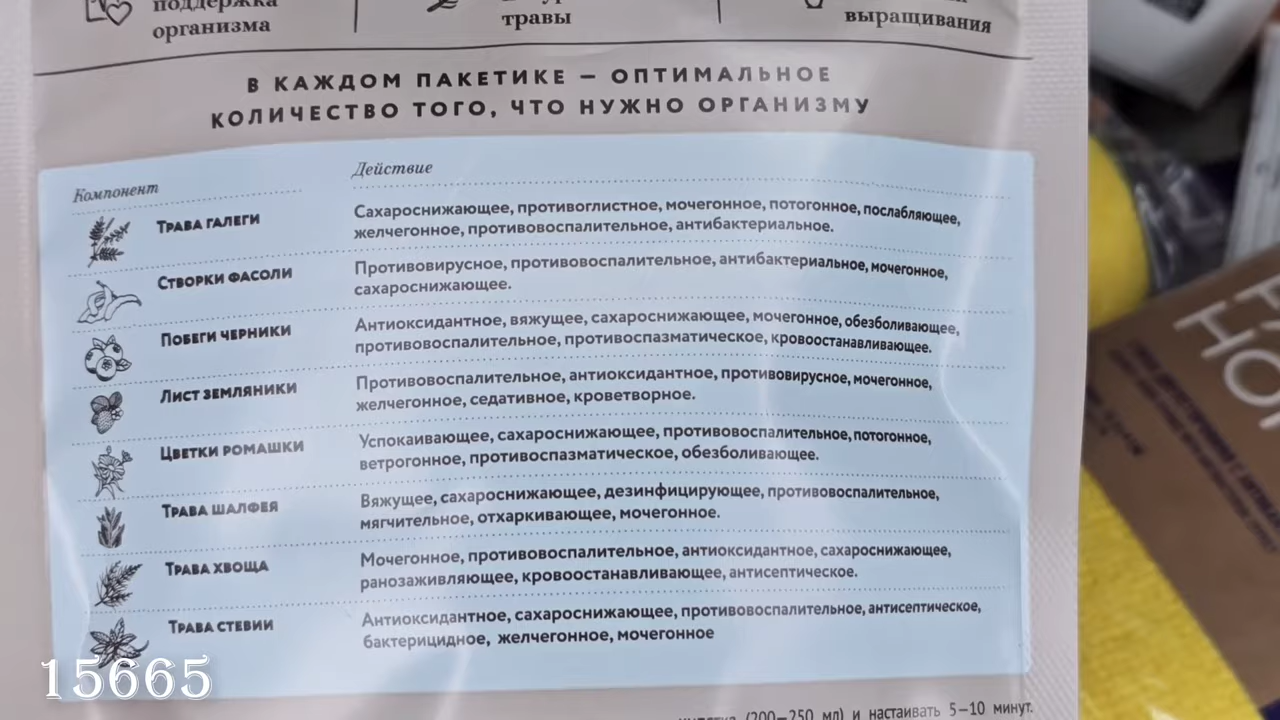 поддержка
организма
травы
выращивания
В КАЖДОМ ПАКЕТИКЕ — ОПТИМАЛЬНОЕ
КОЛИЧЕСТВО ТОГО, ЧТО НУЖНО ОРГАНИЗМУ
Компонент
Действие
ТРАВА ГАЛЕГИ
Сахароснижающее, противоглистное, мочегонное, потогонное, послабляющее,
желчегонное, противовоспалительное, антибактериальное.
СТВОРКИ ФАСОЛИ
Противовирусное, противовоспалительное, антибактериальное, мочегонное,
сахароснижающее.
ПОБЕГИ ЧЕРНИКИ
Антиоксидантное, вяжущее, сахароснижающее, мочегонное, обезболивающее,
противовоспалительное, противоспазматическое, кровоостанавливающее.
ЛИСТ ЗЕМЛЯНИКИ
Противовоспалительное, антиоксидантное, противовирусное, мочегонное,
желчегонное, седативное, кроветворное.
ЦВЕТКИ РОМАШКИ
Успокаивающее, сахароснижающее, противовоспалительное, потогонное,
ветрогонное, противоспазматическое, обезболивающее.
ТРАВА ШАЛФЕЯ
Вяжущее, сахароснижающее, дезинфицирующее, противовоспалительное,
мягчительное, отхаркивающее, мочегонное.
ТРАВА ХВОЩА
Мочегонное, противовоспалительное, антиоксидантное, сахароснижающее,
ранозаживляющее, кровоостанавливающее, антисептическое.
ТРАВА СТЕВИИ
Антиоксидантное, сахароснижающее, противовоспалительное, антисептическое,
бактерицидное, желчегонное, мочегонное
(200–250 мл) и настаивать 5–10 минут.
15665